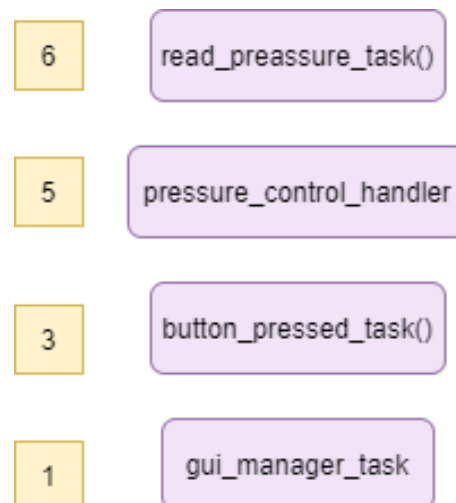 6 read_preassure_task()
5 pressure_control_handler
3 button_pressed_task()
1 gui_manager_task